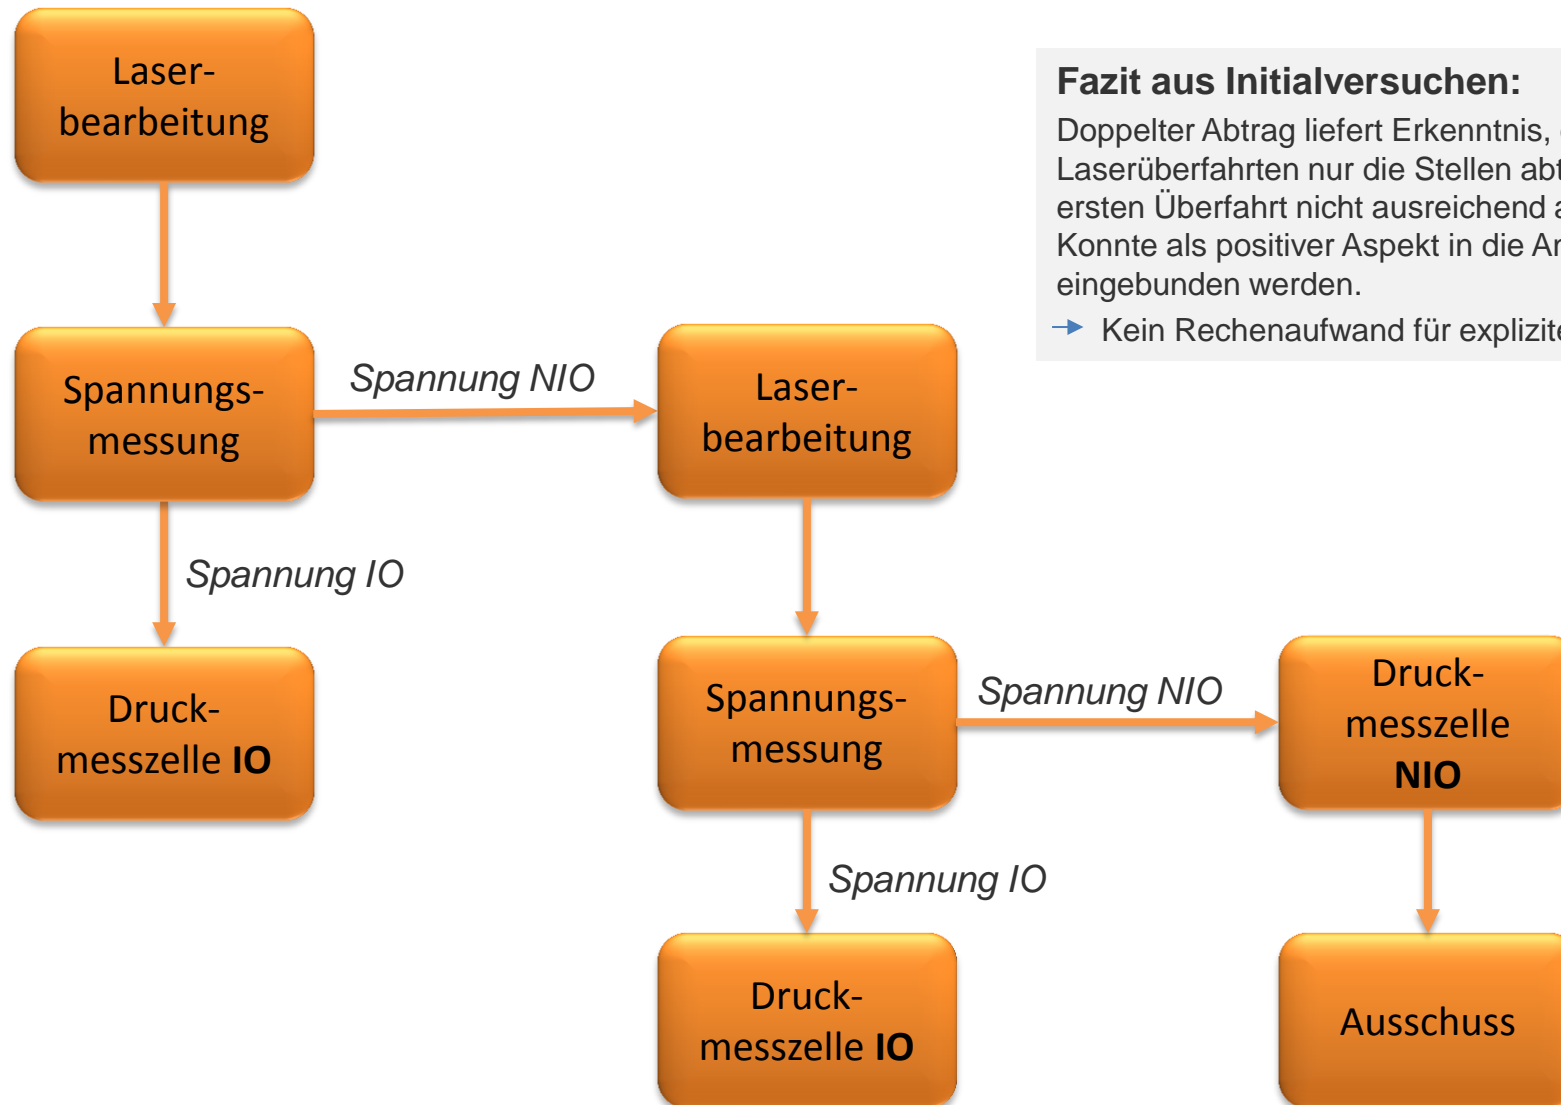 Laser-
bearbeitung
Fazit aus Initialversuchen:
Doppelter Abtrag liefert Erkenntnis,
Laserüberfahrten nur die Stellen
ersten Überfahrt nicht ausreichend
Konnte als positiver Aspekt in die
eingebunden werden.
Kein Rechenaufwand für
Spannungs-
messung
Spannung NIO
Laser-
bearbeitung
Spannung IO
Druck-
messzelle IO
Spannungs-
messung
Spannung NIO
Druck-
messzelle
NIO
Spannung IO
Druck-
messzelle IO
Ausschuss